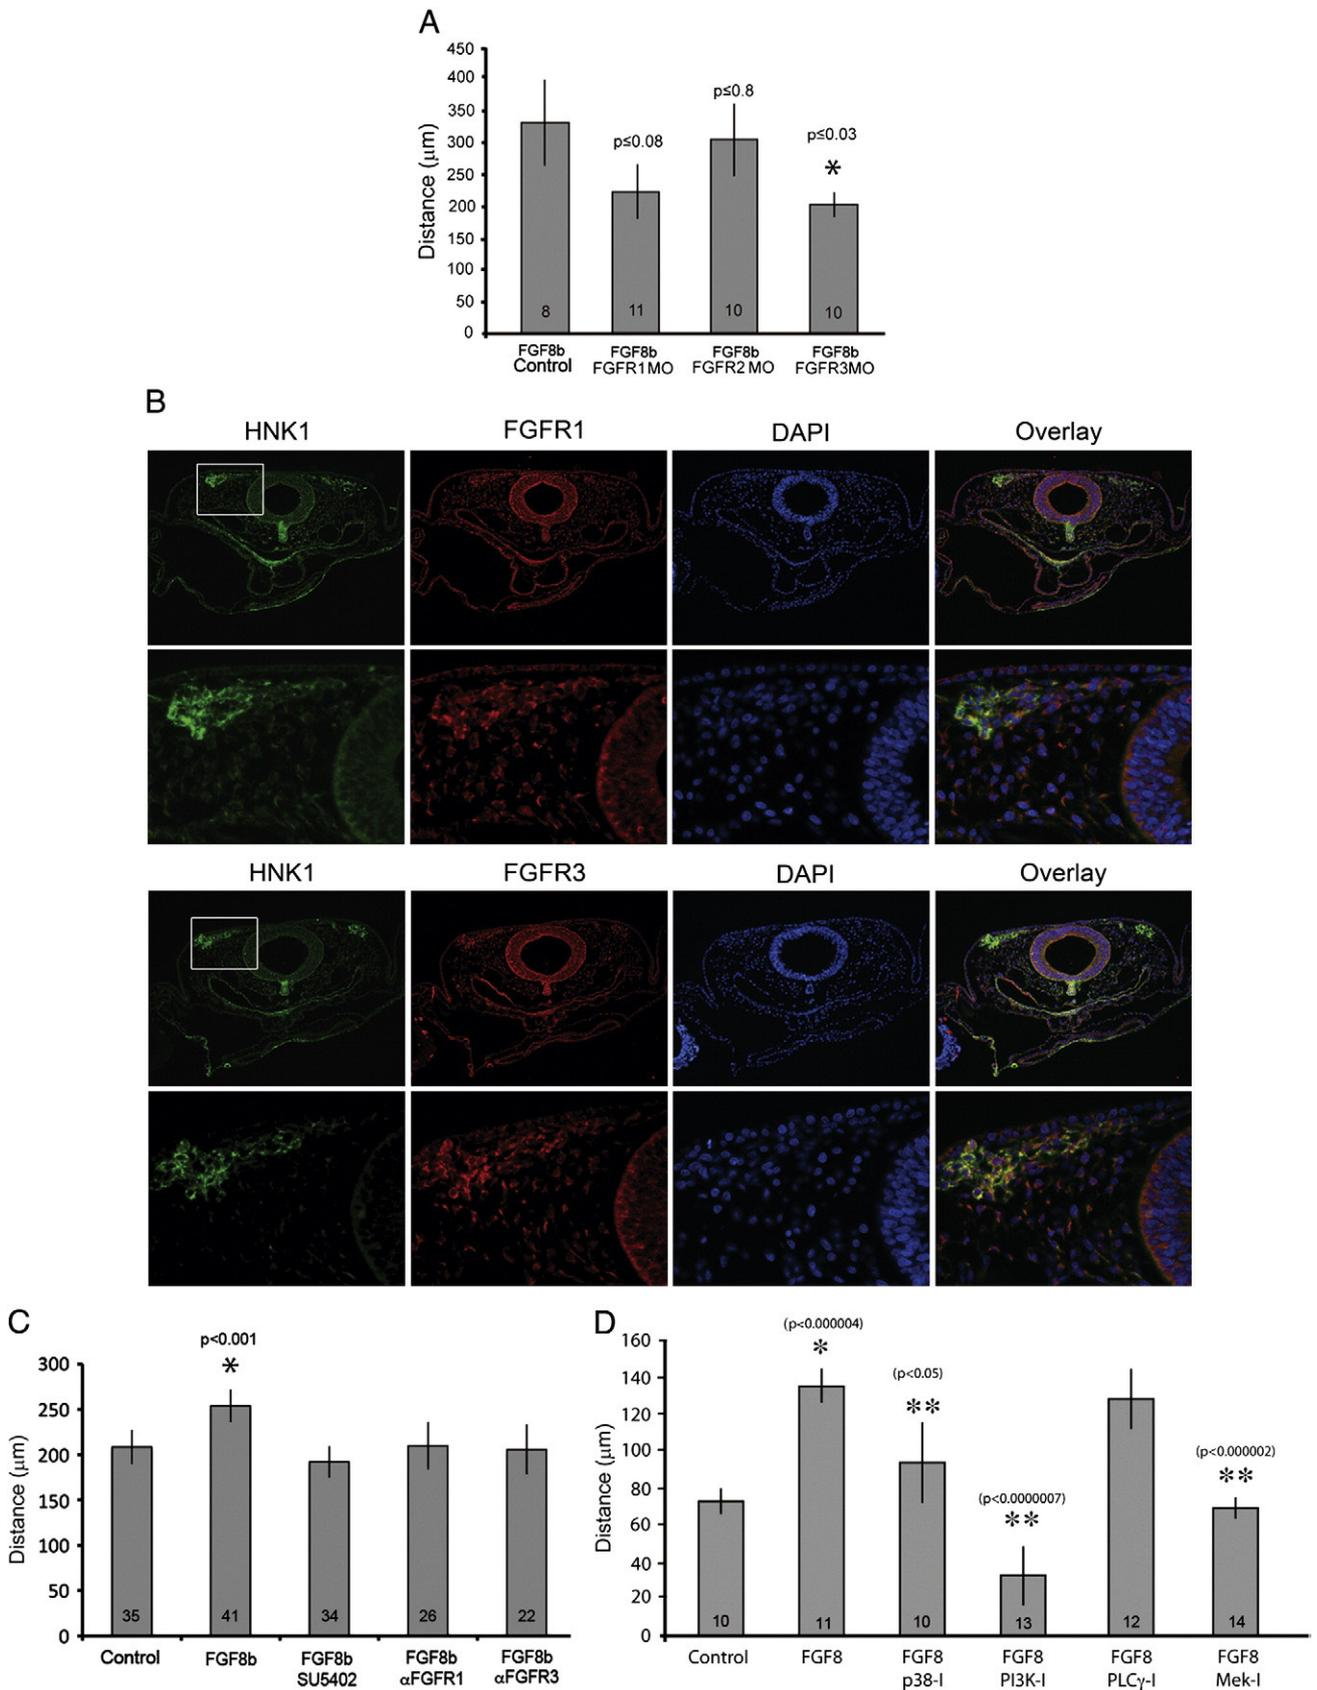 A
450
400
350
300
250
200
150
100
50
0
Distance (μm)
p≤0.08
p≤0.8
p≤0.03
*
8
11
10
10
FGF8b
Control
FGF8b
FGFR1MO
FGF8b
FGFR2MO
FGF8b
FGFR3MO
B
HNK1 FGFR1 DAPI Overlay
HNK1 FGFR3 DAPI Overlay
C
300
250
200
150
100
50
0
Distance (μm)
p<0.001
*
35
41
34
26
22
Control
FGF8b
FGF8b
SU5402
FGF8b
αFGFR1
FGF8b
αFGFR3
D
160
140
120
100
80
60
40
20
0
Distance (μm)
(p<0.000004)
*
(p<0.05)
**
(p<0.0000007)
**
(p<0.000002)
**
10
11
10
13
12
14
Control
FGF8
FGF8
p38-I
FGF8
PI3K-I
FGF8
PLCγ-I
FGF8
Mek-I